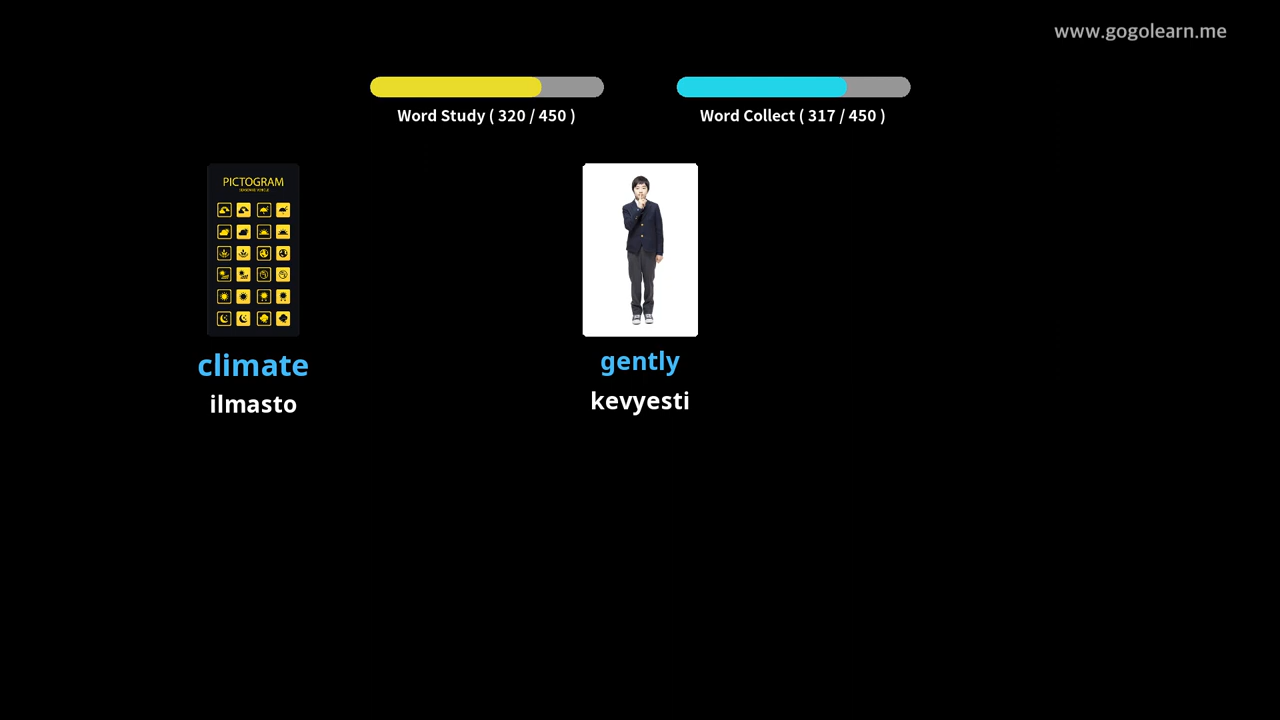 www.gogolearn.me
Word Study ( 320 / 450 )
Word Collect ( 317 / 450 )
PICTOGRAM
climate
ilmasto
gently
kevyesti